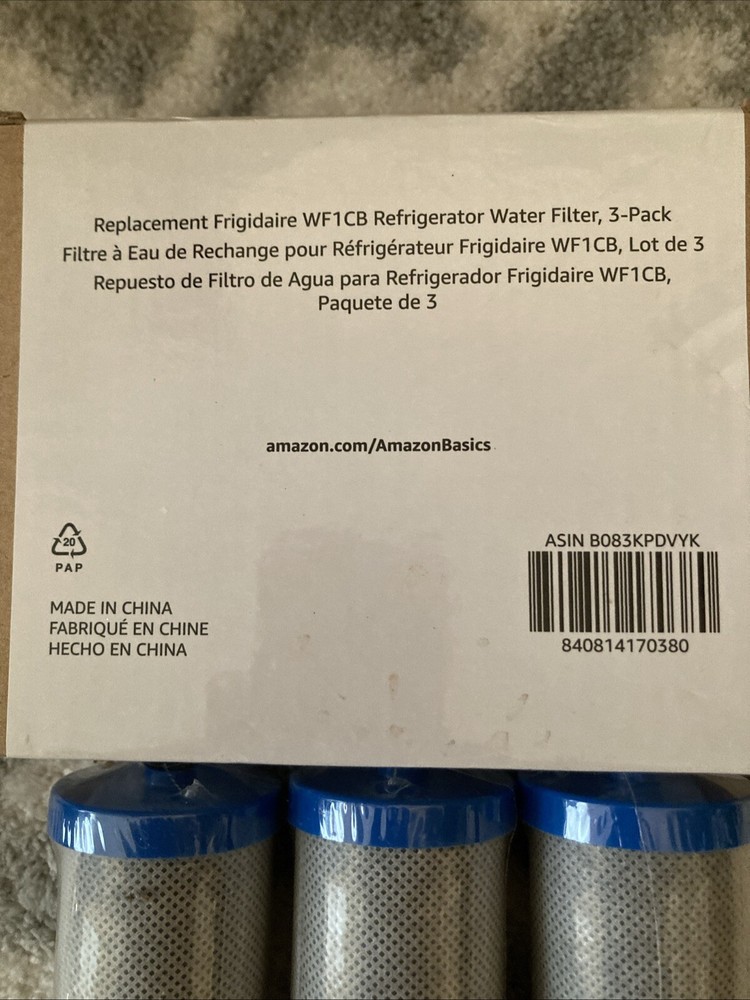 Replacement Frigidaire WF1CB Refrigerator Water Filter, 3-Pack
Filtre à Eau de Rechange pour Réfrigérateur Frigidaire WF1CB, Lot de 3
Repuesto de Filtro de Agua para Refrigerador Frigidaire WF1CB,
Paquete de 3
amazon.com/AmazonBasics
20
PAP
MADE IN CHINA
FABRIQUÉ EN CHINE
HECHO EN CHINA
ASIN B083KPDVYK
840814170380